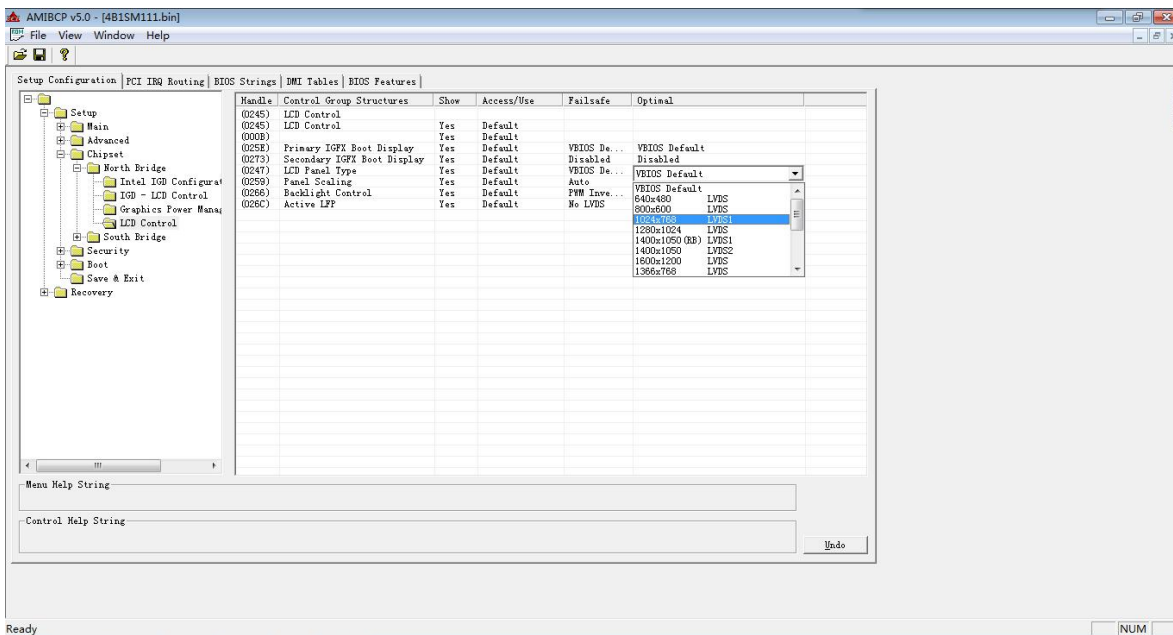 AMIBCP v5.0 - [4B1SM111.bin]
File View Window Help
Setup Configuration PCI IRQ Routing BIOS Strings DMI Tables BIOS Features
Setup
Main
Advanced
Chipset
North Bridge
Intel IGD Configurat
IGD - LCD Control
Graphics Power Manag
LCD Control
South Bridge
Security
Boot
Save & Exit
Recovery
Handle Control Group Structures Show Access/Use Failsafe Optimal
(0245) LCD Control
(0245) LCD Control Yes Default
(000B) Yes Default
(025E) Primary IGFX Boot Display Yes Default VBIOS De... VBIOS Default
(0273) Secondary IGFX Boot Display Yes Default Disabled Disabled
(0247) LCD Panel Type Yes Default VBIOS De... VBIOS Default
(0259) Panel Scaling Yes Default Auto
(0266) Backlight Control Yes Default PWM Inve...
(026C) Active LFP Yes Default No LVDS
VBIOS Default
640x480 LVDS
800x600 LVDS
1024x768 LVDS1
1280x1024 LVDS
1400x1050(RB) LVDS1
1400x1050 LVDS2
1600x1200 LVDS
1366x768 LVDS
Menu Help String
Control Help String
Undo
Ready
NUM